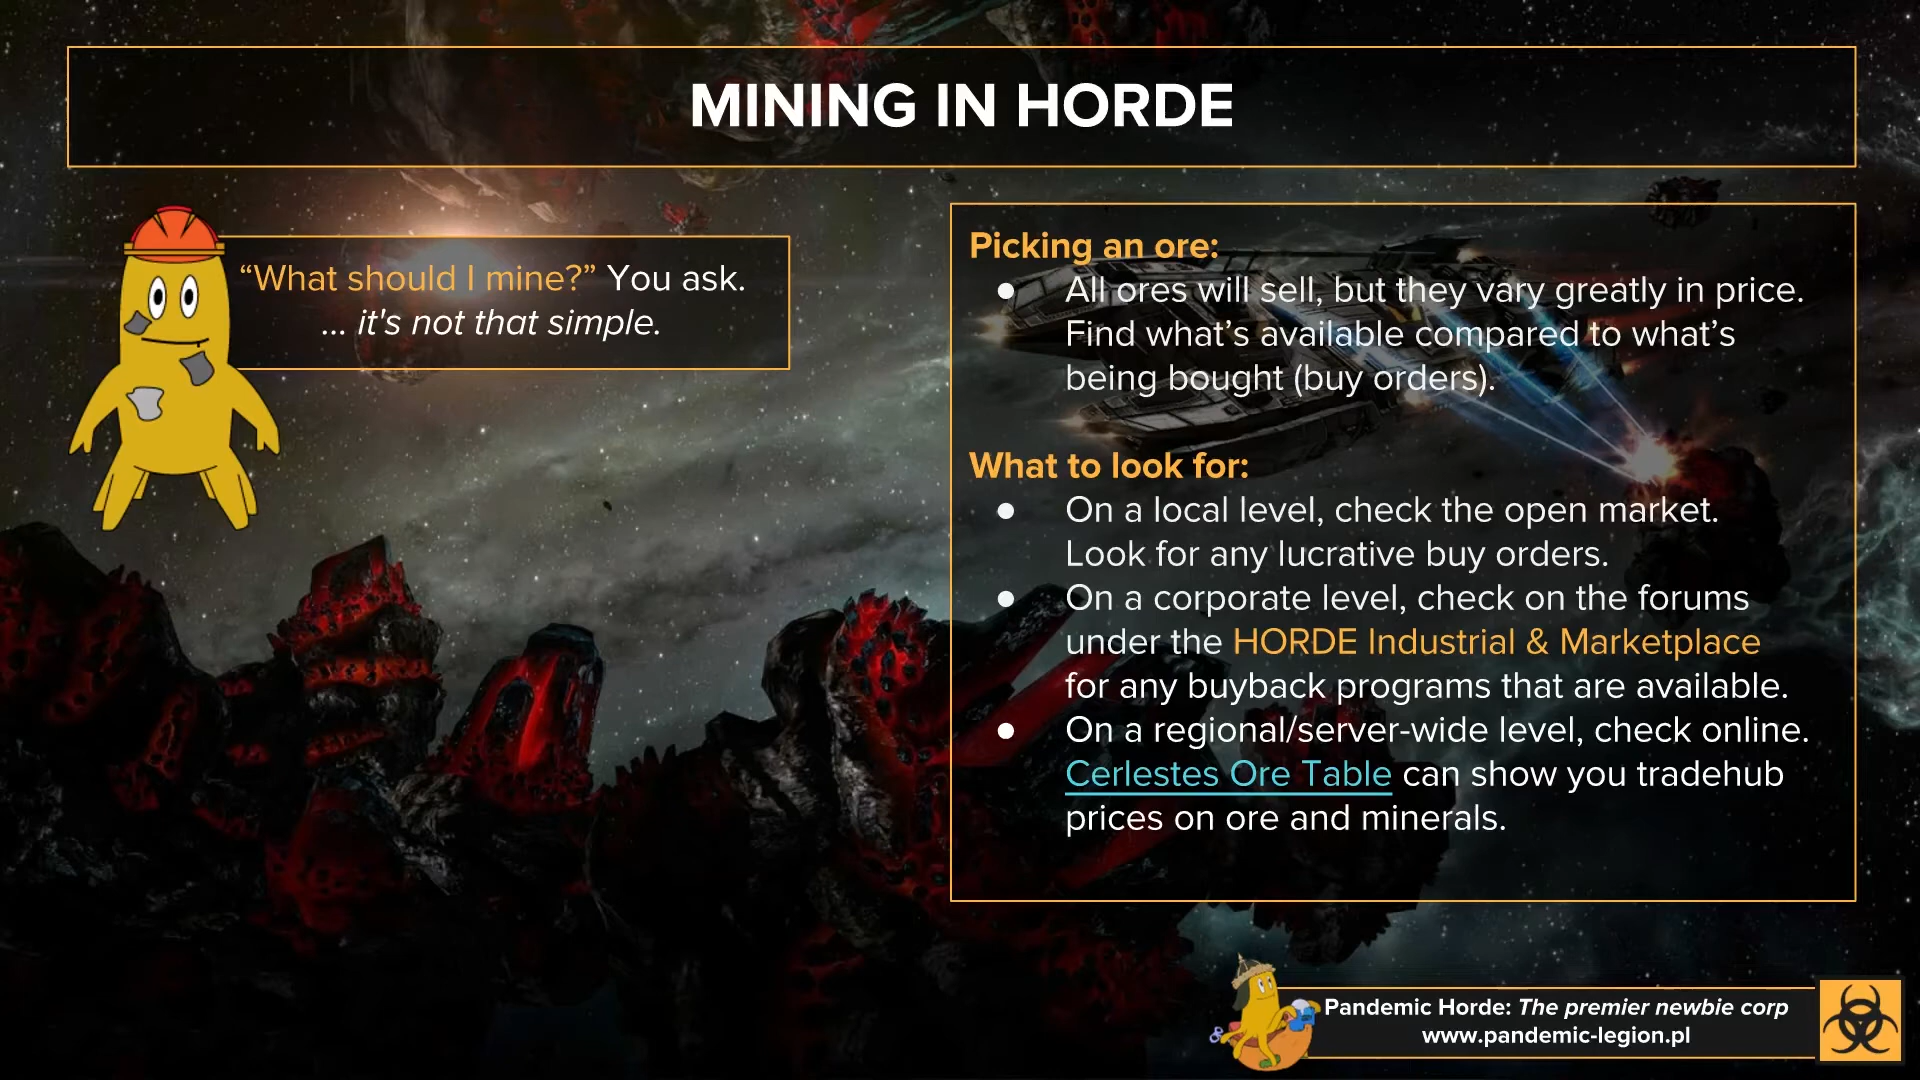 MINING IN HORDE
“What should I mine?” You ask.
... it's not that simple.
Picking an ore:
● All ores will sell, but they vary greatly in price.
Find what’s available compared to what’s
being bought (buy orders).
What to look for:
● On a local level, check the open market.
Look for any lucrative buy orders.
● On a corporate level, check on the forums
under the HORDE Industrial & Marketplace
for any buyback programs that are available.
● On a regional/server-wide level, check online.
Cerlestes Ore Table can show you tradehub
prices on ore and minerals.
Pandemic Horde: The premier newbie corp
www.pandemic-legion.pl